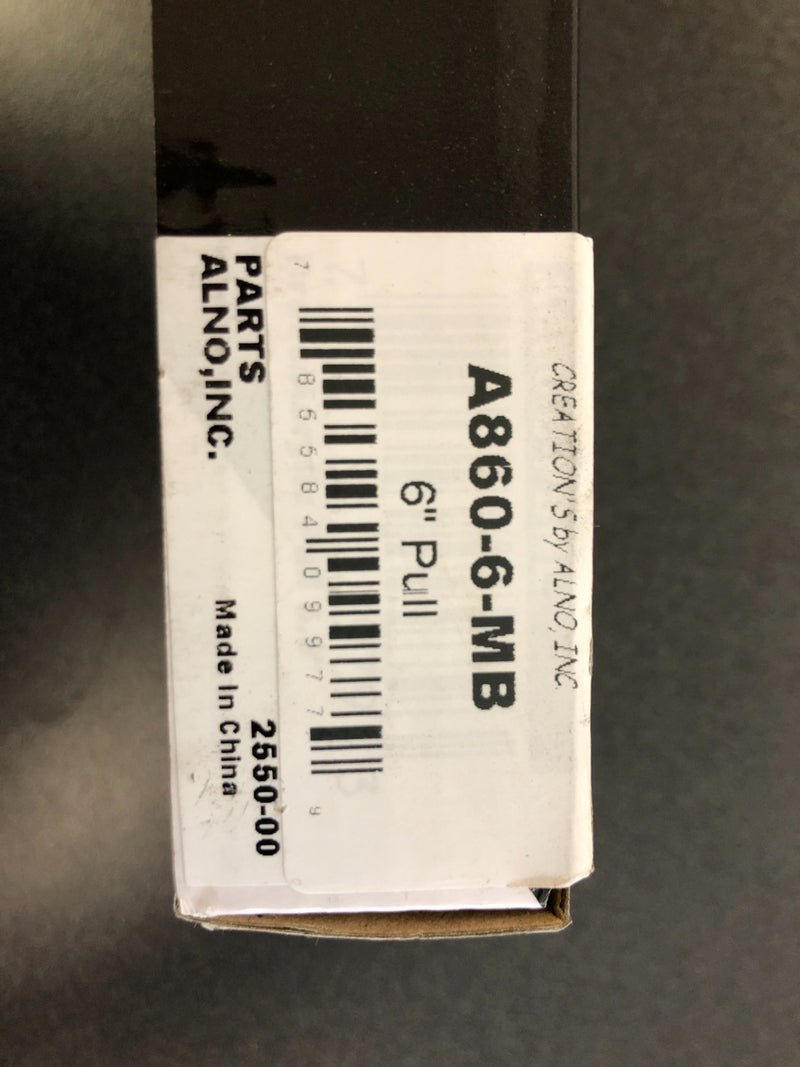 CREATION'S by ALNO, INC.
A860-6-MB
6" Pull
7 86584 09977 9
PARTS 2550-00
ALNO,INC. Made In China